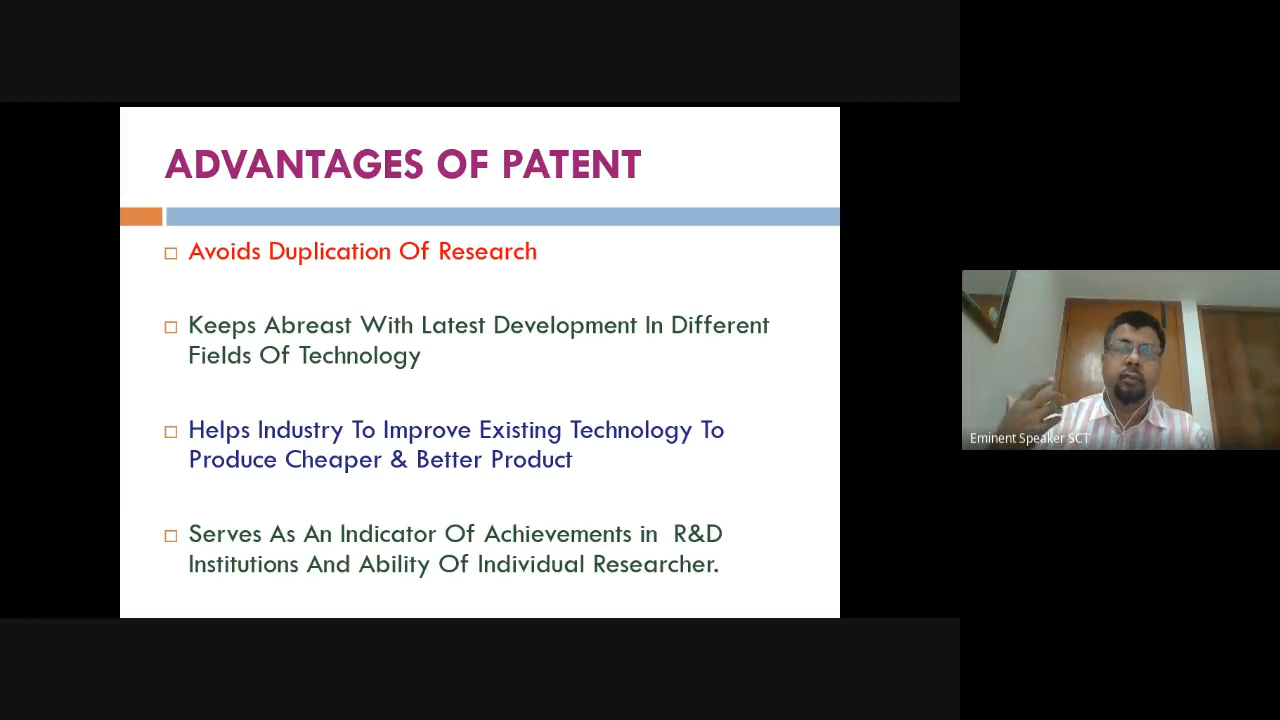 ADVANTAGES OF PATENT
Avoids Duplication Of Research
Keeps Abreast With Latest Development In Different
Fields Of Technology
Helps Industry To Improve Existing Technology To
Produce Cheaper & Better Product
Serves As An Indicator Of Achievements in  R&D
Institutions And Ability Of Individual Researcher.
Eminent Speaker SCT